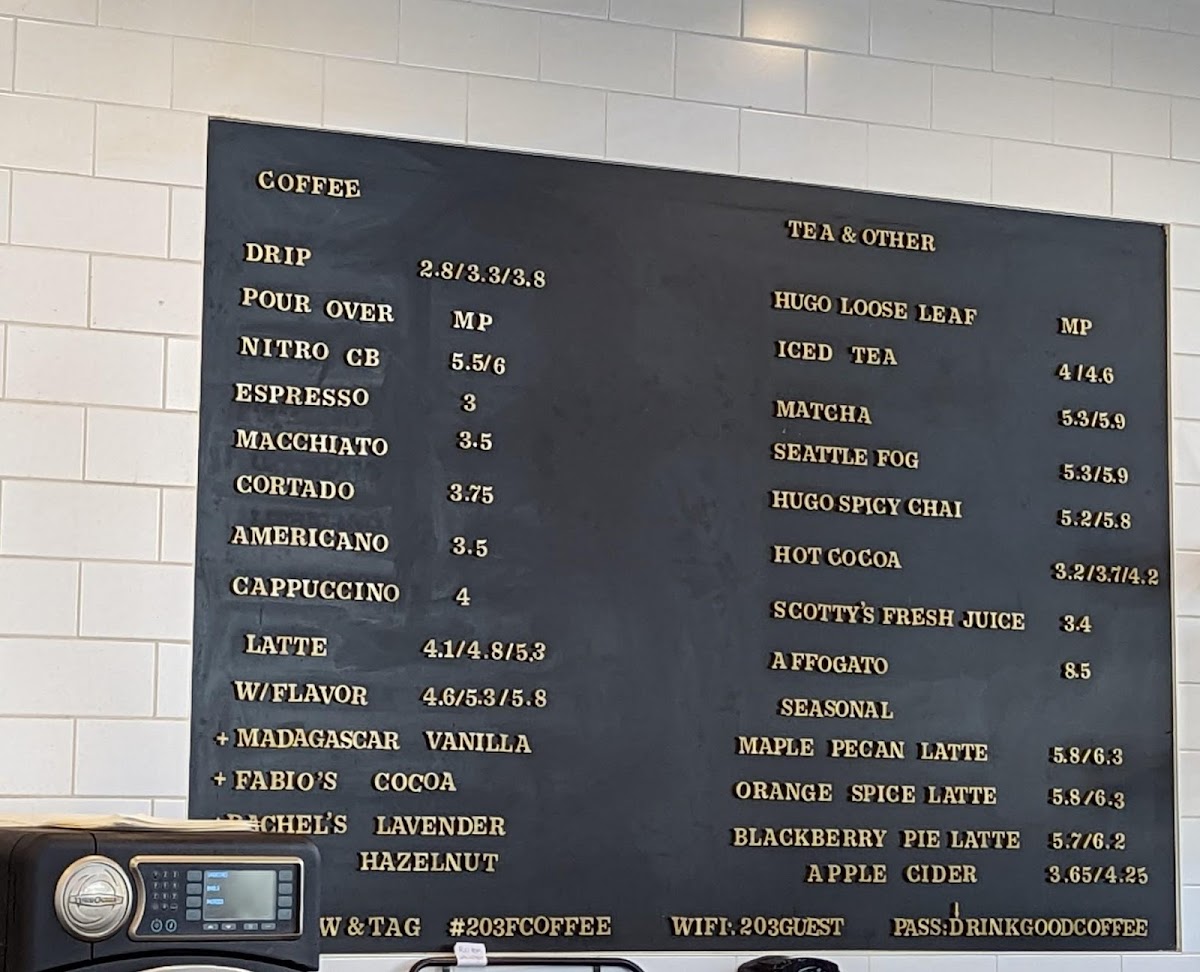 COFFEE
DRIP 2.8/3.3/3.8
POUR OVER MP
NITRO CB 5.5/6
ESPRESSO 3
MACCHIATO 3.5
CORTADO 3.75
AMERICANO 3.5
CAPPUCCINO 4
LATTE 4.1/4.8/5.3
W/FLAVOR 4.6/5.3/5.8
+ MADAGASCAR VANILLA
+ FABIO'S COCOA
+ RACHEL'S LAVENDER
HAZELNUT
TEA & OTHER
HUGO LOOSE LEAF MP
ICED TEA 4/4.6
MATCHA 5.3/5.9
SEATTLE FOG 5.3/5.9
HUGO SPICY CHAI 5.2/5.8
HOT COCOA 3.2/3.7/4.2
SCOTTY'S FRESH JUICE 3.4
AFFOGATO 8.5
SEASONAL
MAPLE PECAN LATTE 5.8/6.3
ORANGE SPICE LATTE 5.8/6.3
BLACKBERRY PIE LATTE 5.7/6.2
APPLE CIDER 3.65/4.25
W & TAG #203FCOFFEE WIFI: 203GUEST PASS:DRINKGOODCOFFEE